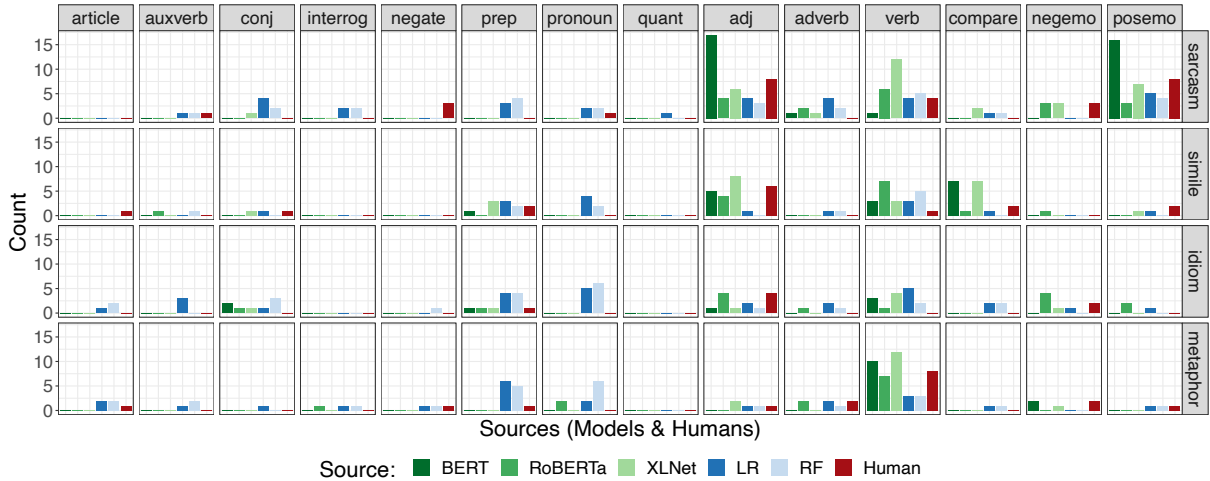 article auxverb conj interrog negate prep pronoun quant adj adverb verb compare negemo posemo
15
10
5
0
sarcasm
15
10
5
0
simile
15
10
5
0
idiom
15
10
5
0
metaphor
Count
Sources (Models & Humans)
Source: BERT RoBERTa XLNet LR RF Human